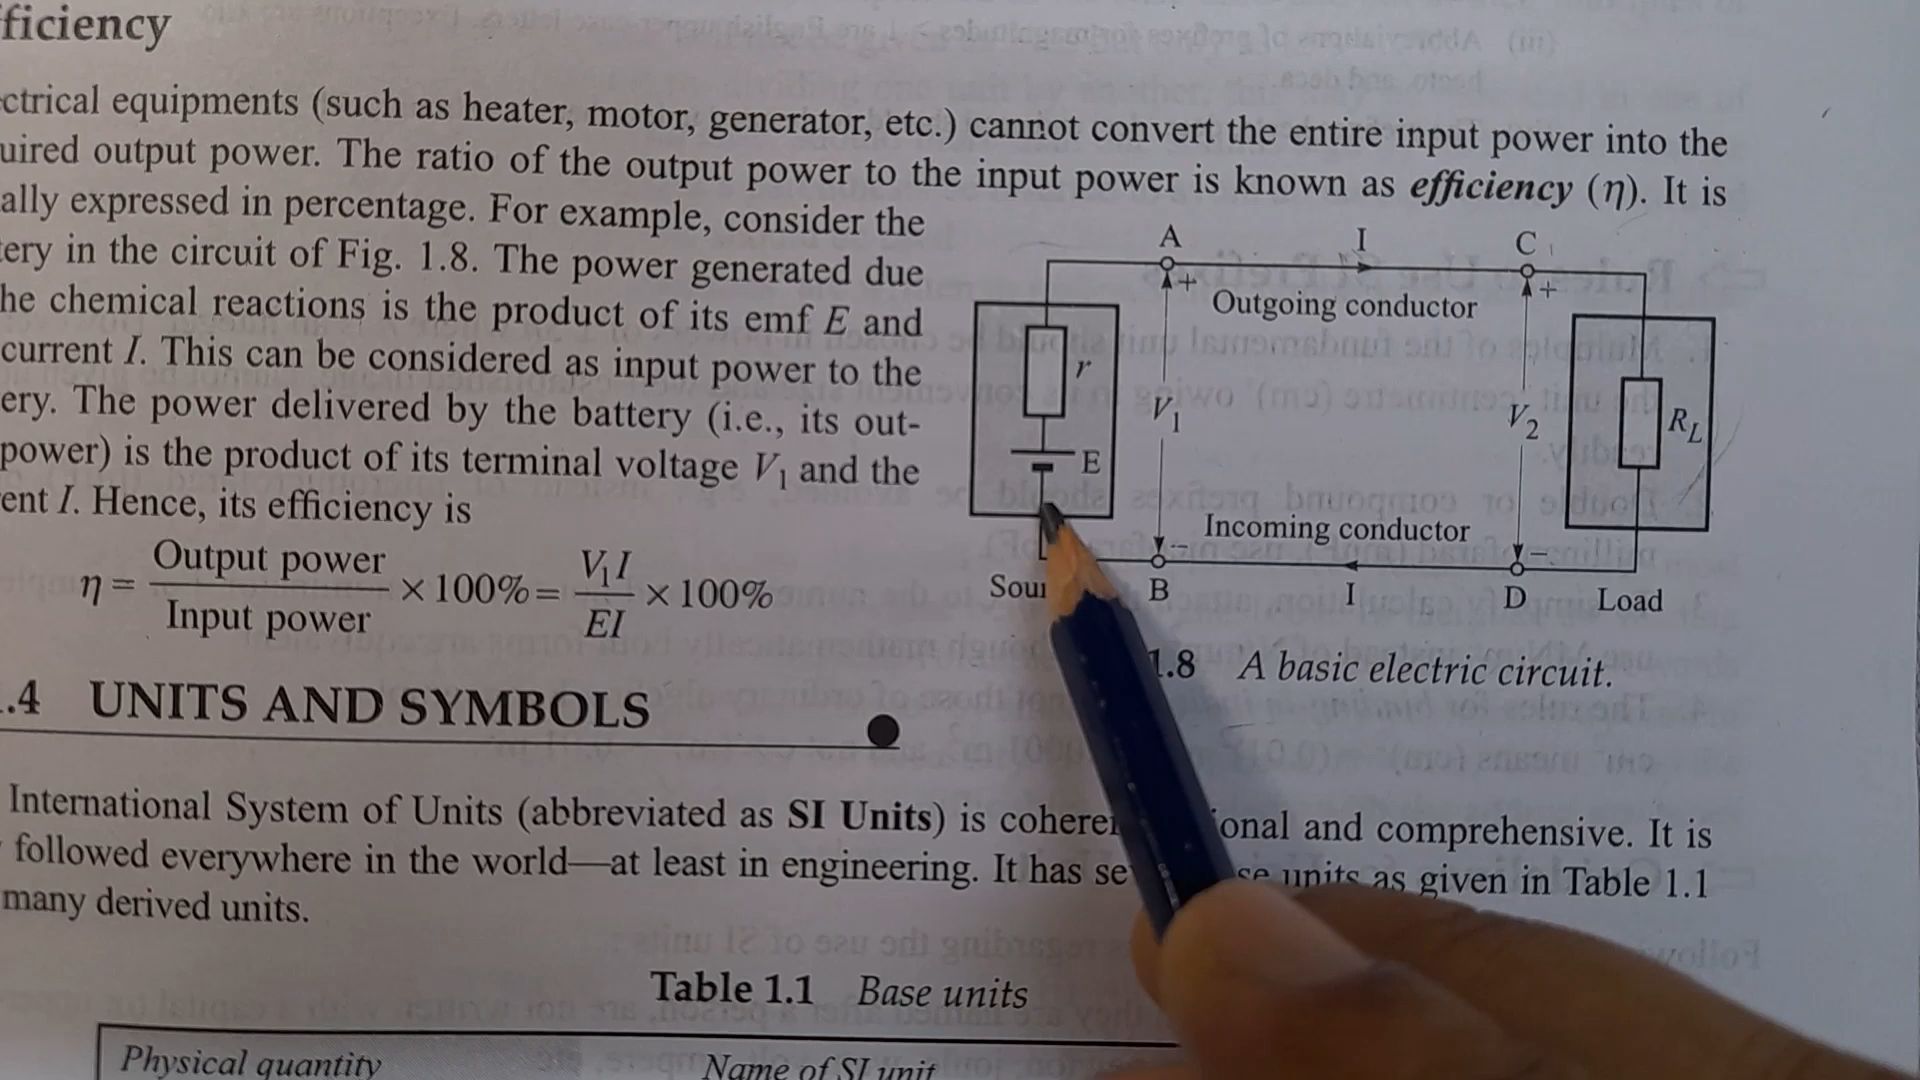 ficiency
ctrical equipments (such as heater, motor, generator, etc.) cannot convert the entire input power into the
uired output power. The ratio of the output power to the input power is known as efficiency (η). It is
ally expressed in percentage. For example, consider the
ery in the circuit of Fig. 1.8. The power generated due
he chemical reactions is the product of its emf E and
current I. This can be considered as input power to the
ery. The power delivered by the battery (i.e., its out-
power) is the product of its terminal voltage V₁ and the
ent I. Hence, its efficiency is
η = Output power / Input power × 100% = V₁I / EI × 100%
A I C
+ Outgoing conductor +
r V₁ V₂ R_L
E
Incoming conductor
− −
Sour B I D Load
1.8 A basic electric circuit.
.4 UNITS AND SYMBOLS
International System of Units (abbreviated as SI Units) is coherent onal and comprehensive. It is
followed everywhere in the world—at least in engineering. It has se se units as given in Table 1.1
many derived units.
Table 1.1 Base units
Physical quantity Name of SI unit